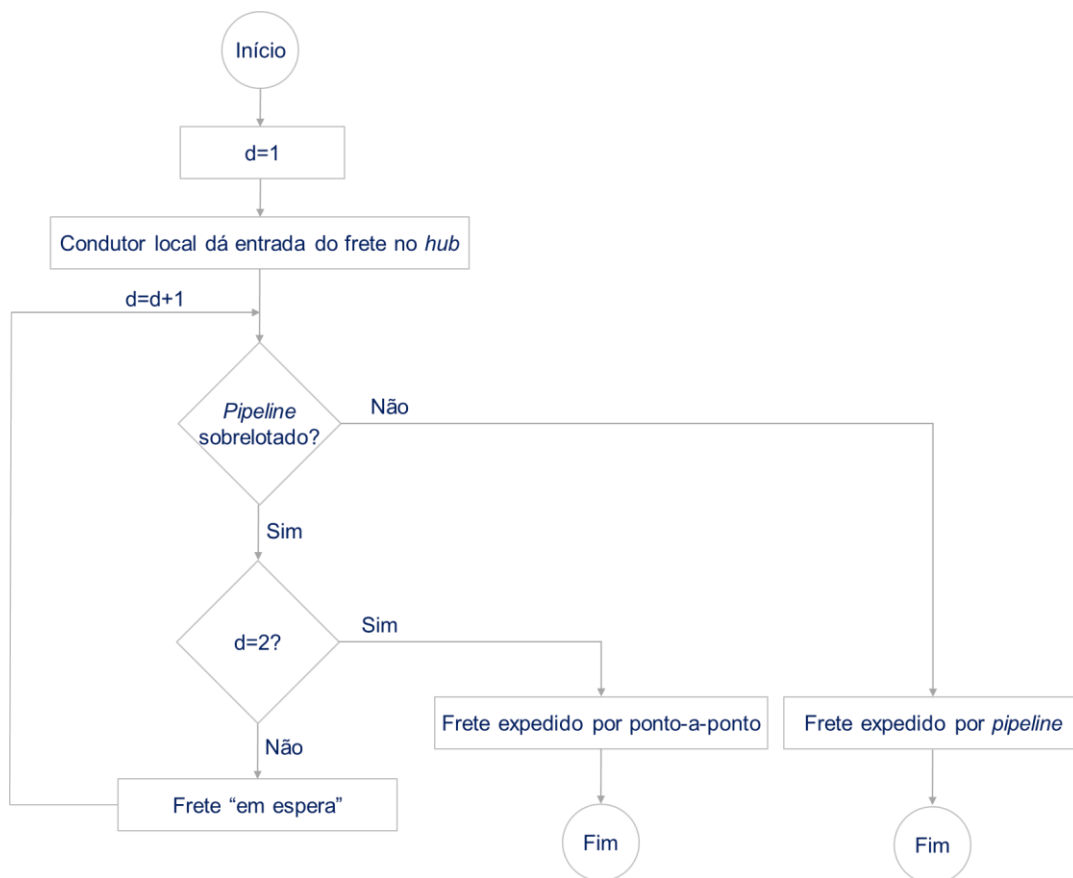 Início
d=1
Condutor local dá entrada do frete no hub
d=d+1
Pipeline
sobrelotado?
Não
Sim
d=2?
Sim
Não
Frete expedido por ponto-a-ponto
Frete expedido por pipeline
Frete “em espera”
Fim
Fim